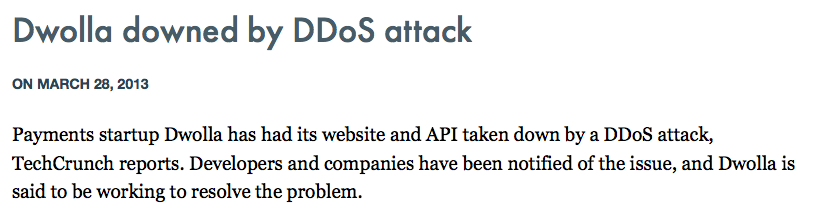 Dwolla downed by DDoS attack
ON MARCH 28, 2013
Payments startup Dwolla has had its website and API taken down by a DDoS attack,
TechCrunch reports. Developers and companies have been notified of the issue, and Dwolla is
said to be working to resolve the problem.